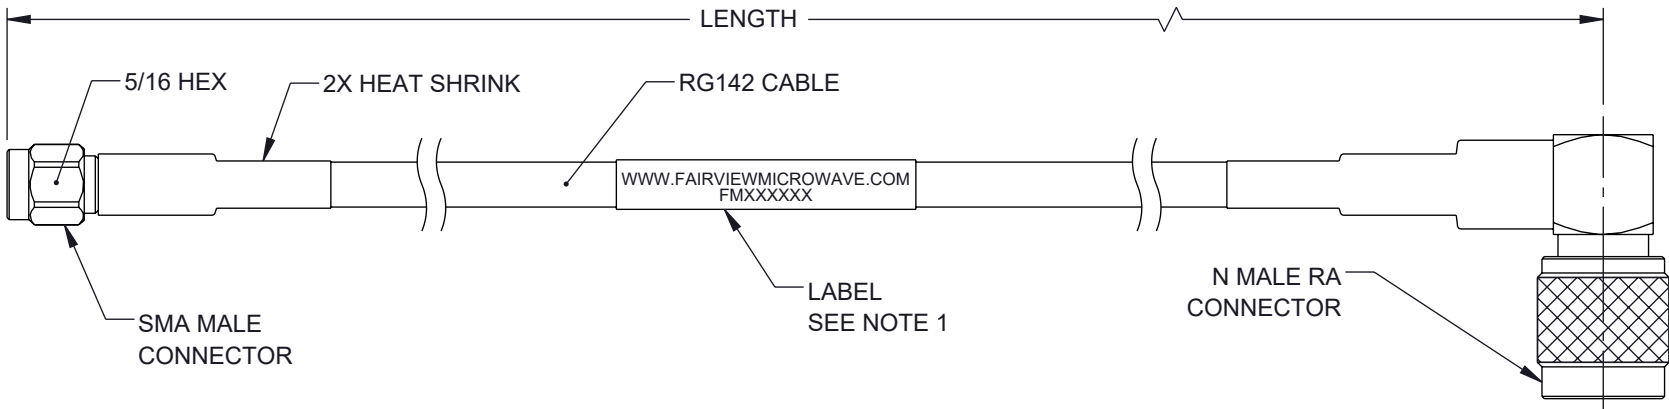 LENGTH
5/16 HEX
2X HEAT SHRINK
RG142 CABLE
WWW.FAIRVIEWMICROWAVE.COM
FMXXXXXX
LABEL
SEE NOTE 1
N MALE RA
CONNECTOR
SMA MALE
CONNECTOR